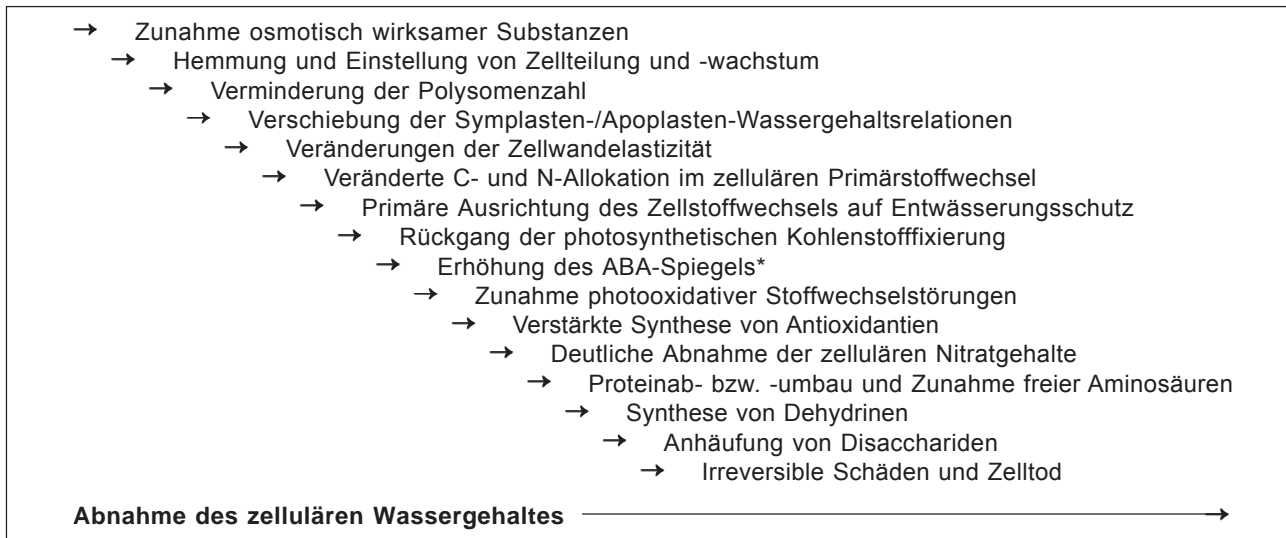 → Zunahme osmotisch wirksamer Substanzen
→ Hemmung und Einstellung von Zellteilung und -wachstum
→ Verminderung der Polysomenzahl
→ Verschiebung der Symplasten-/Apoplasten-Wassergehaltsrelationen
→ Veränderungen der Zellwandelastizität
→ Veränderte C- und N-Allokation im zellulären Primärstoffwechsel
→ Primäre Ausrichtung des Zellstoffwechsels auf Entwässerungsschutz
→ Rückgang der photosynthetischen Kohlenstofffixierung
→ Erhöhung des ABA-Spiegels*
→ Zunahme photooxidativer Stoffwechselstörungen
→ Verstärkte Synthese von Antioxidantien
→ Deutliche Abnahme der zellulären Nitratgehalte
→ Proteinab- bzw. -umbau und Zunahme freier Aminosäuren
→ Synthese von Dehydrinen
→ Anhäufung von Disacchariden
→ Irreversible Schäden und Zelltod
Abnahme des zellulären Wassergehaltes →